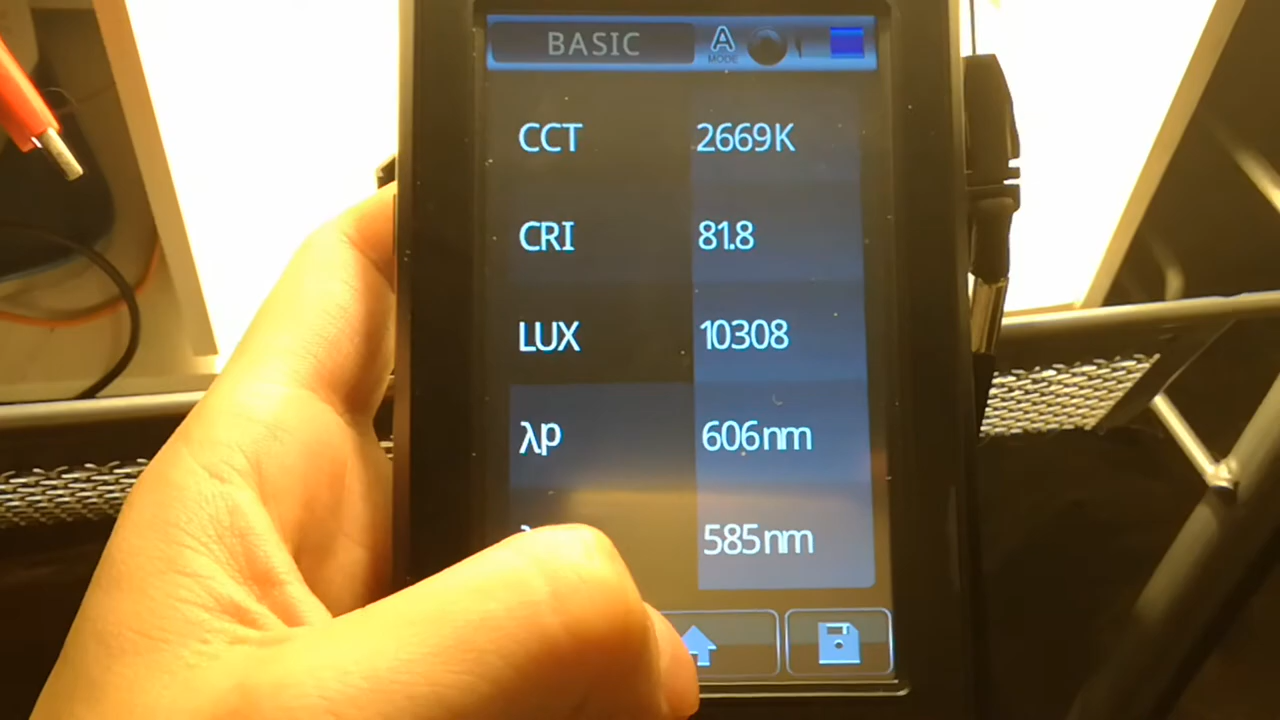 BASIC A MODE
CCT 2669K
CRI 81.8
LUX 10308
λp 606nm
585nm